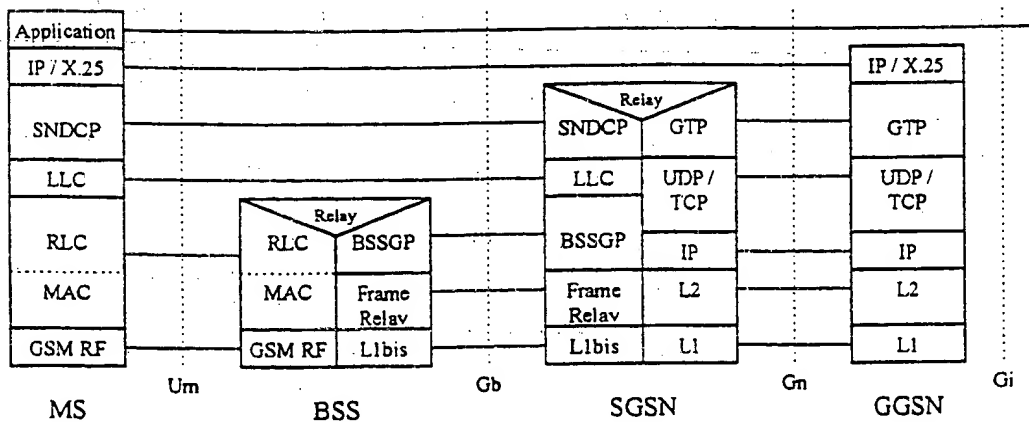 Application
IP / X.25
SNDCP
LLC
RLC
MAC
GSM RF
MS
Um
Relay
RLC
BSSGP
MAC
Frame
Relay
GSM RF
L1bis
BSS
Gb
Relay
SNDCP
GTP
LLC
UDP /
TCP
BSSGP
IP
Frame
Relay
L2
L1bis
L1
SGSN
Gn
IP / X.25
GTP
UDP /
TCP
IP
L2
L1
GGSN
Gi